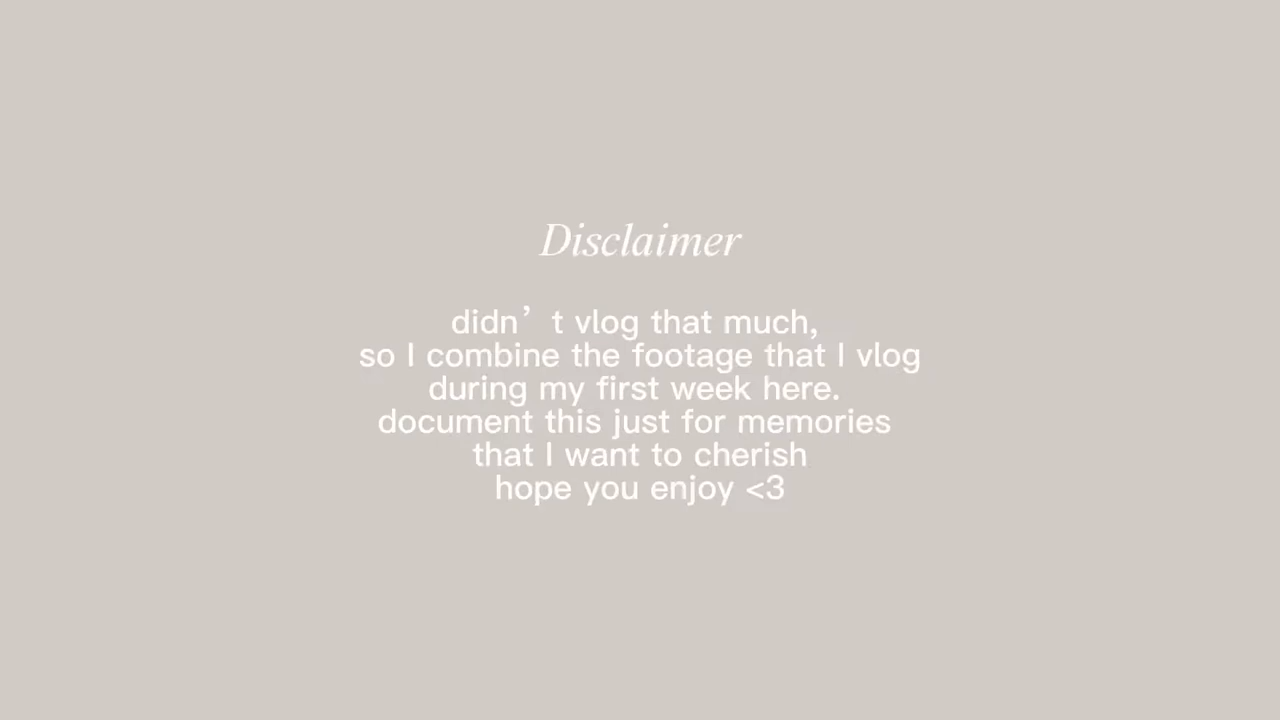 Disclaimer
didn’t vlog that much,
so I combine the footage that I vlog
during my first week here.
document this just for memories
that I want to cherish
hope you enjoy <3